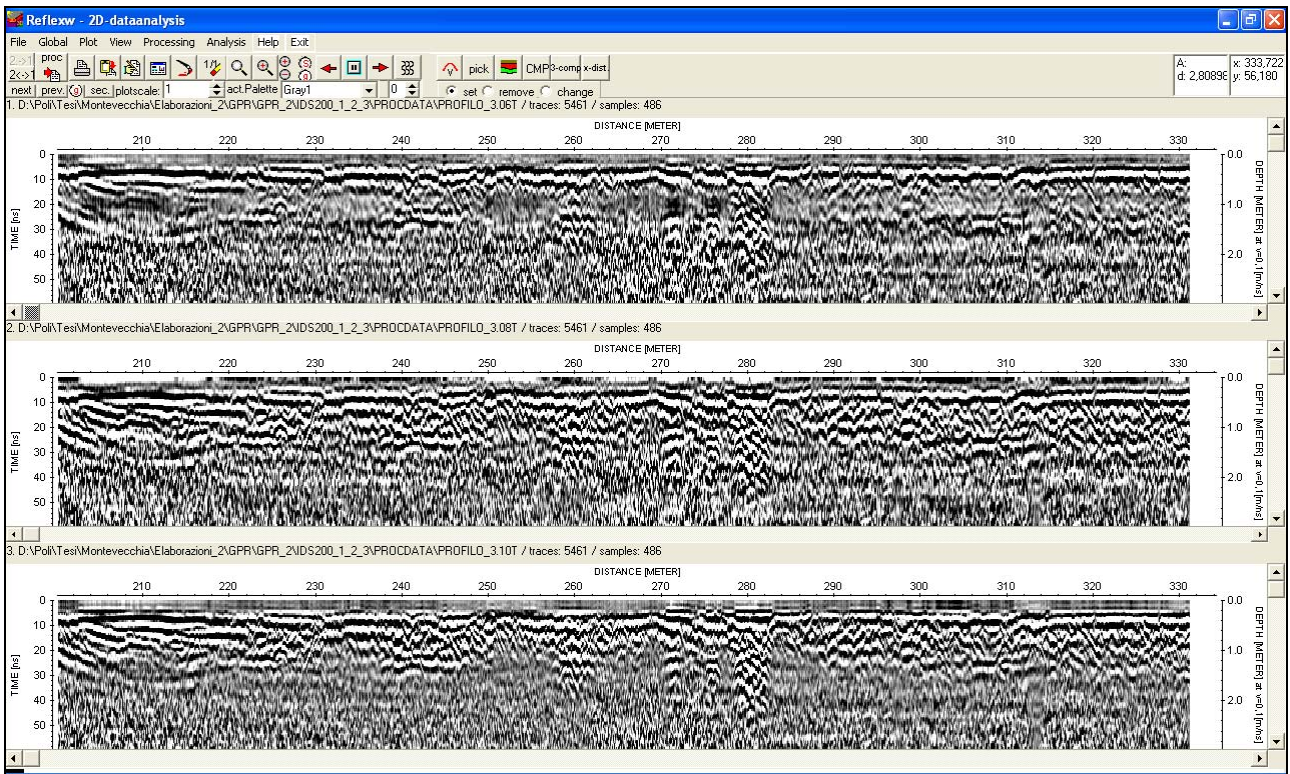 Reflexw - 2D-dataanalysis
File Global Plot View Processing Analysis Help Exit
2->1 proc
2<->1 1/f CMP 3-comp x-dist.
pick
A: x: 333,722
d: 2,80898 y: 56,180
next prev. (g) sec. plotscale: 1 act.Palette Gray1 0 set remove change
1. D:\Poli\Tesi\Montevecchia\Elaborazioni_2\GPR\GPR_2\IDS200_1_2_3\PROCDATA\PROFILO_3.06T / traces: 5461 / samples: 486
DISTANCE [METER]
210 220 230 240 250 260 270 280 290 300 310 320 330
0 10 20 30 40 50
TIME [ns]
0.0 1.0 2.0
DEPTH [METER] at v=0,1[m/ns]
2. D:\Poli\Tesi\Montevecchia\Elaborazioni_2\GPR\GPR_2\IDS200_1_2_3\PROCDATA\PROFILO_3.08T / traces: 5461 / samples: 486
DISTANCE [METER]
210 220 230 240 250 260 270 280 290 300 310 320 330
0 10 20 30 40 50
TIME [ns]
0.0 1.0 2.0
DEPTH [METER] at v=0,1[m/ns]
3. D:\Poli\Tesi\Montevecchia\Elaborazioni_2\GPR\GPR_2\IDS200_1_2_3\PROCDATA\PROFILO_3.10T / traces: 5461 / samples: 486
DISTANCE [METER]
210 220 230 240 250 260 270 280 290 300 310 320 330
0 10 20 30 40 50
TIME [ns]
0.0 1.0 2.0
DEPTH [METER] at v=0,1[m/ns]